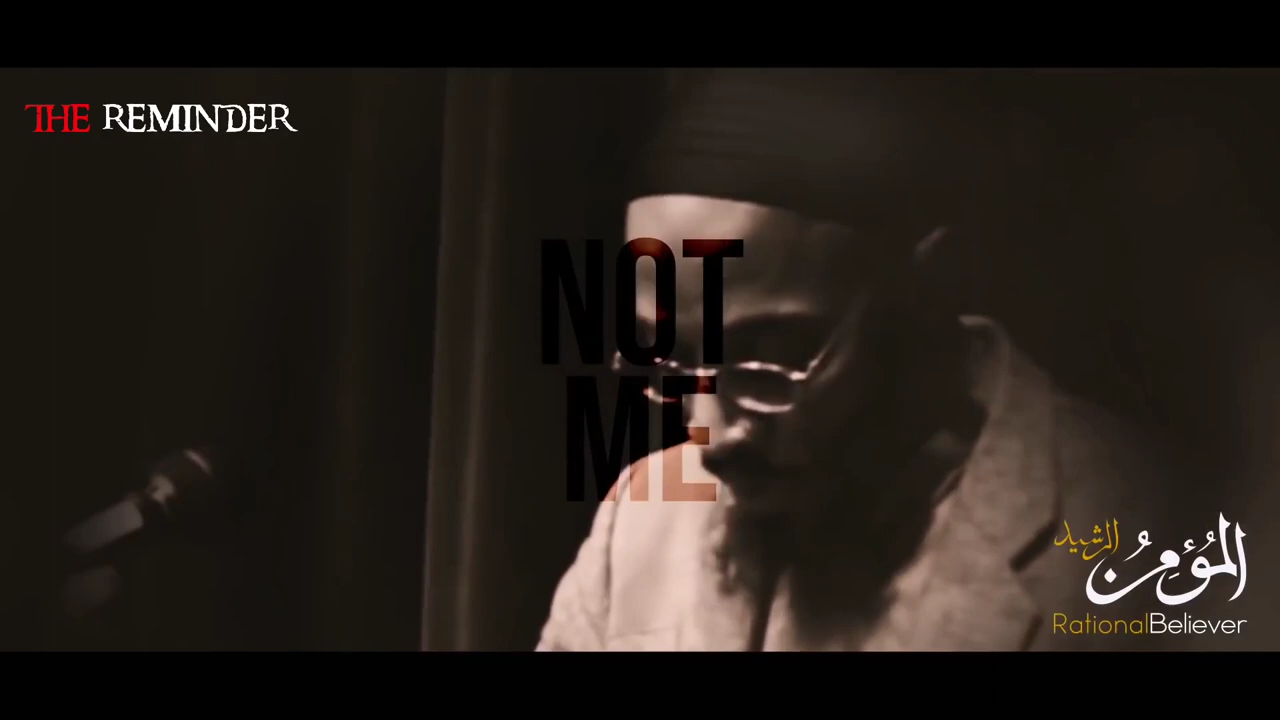 THE REMINDER
NOT
ME
المُؤمِنُ الرشيد
RationalBeliever